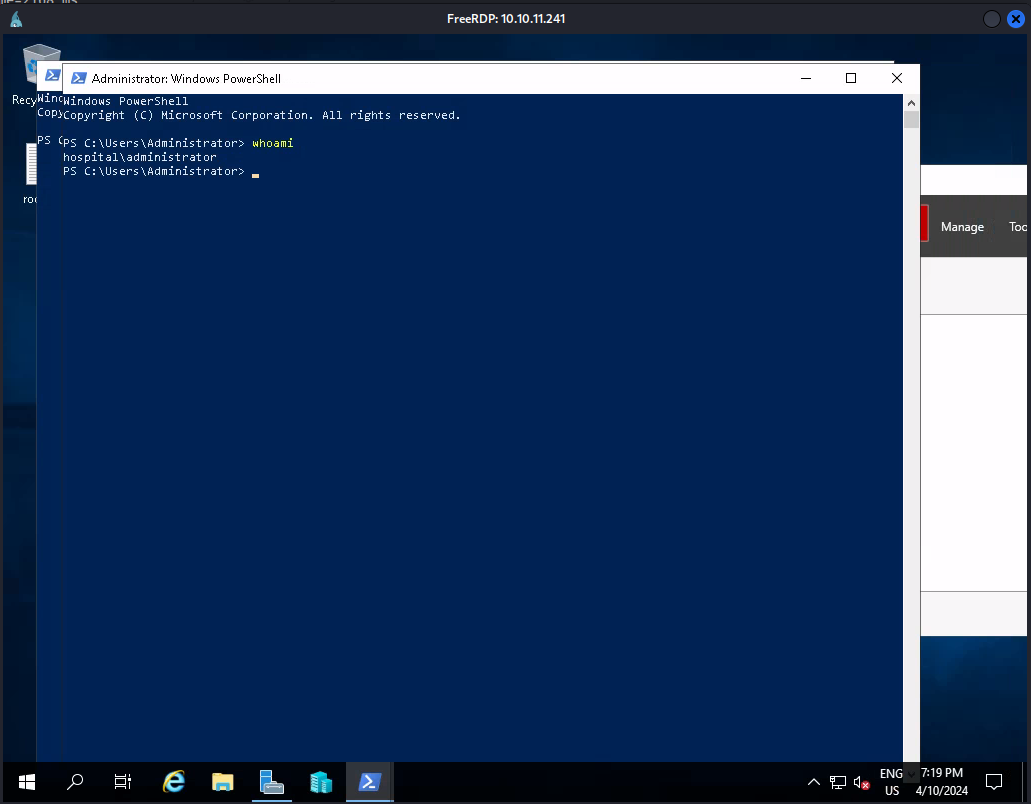 FreeRDP: 10.10.11.241
Administrator: Windows PowerShell
Windows PowerShell
Copyright (C) Microsoft Corporation. All rights reserved.
PS C:\Users\Administrator> whoami
hospital\administrator
PS C:\Users\Administrator>
Recy
Wind
Copy
PS C
roo
Manage
Too
ENG
US
7:19 PM
4/10/2024